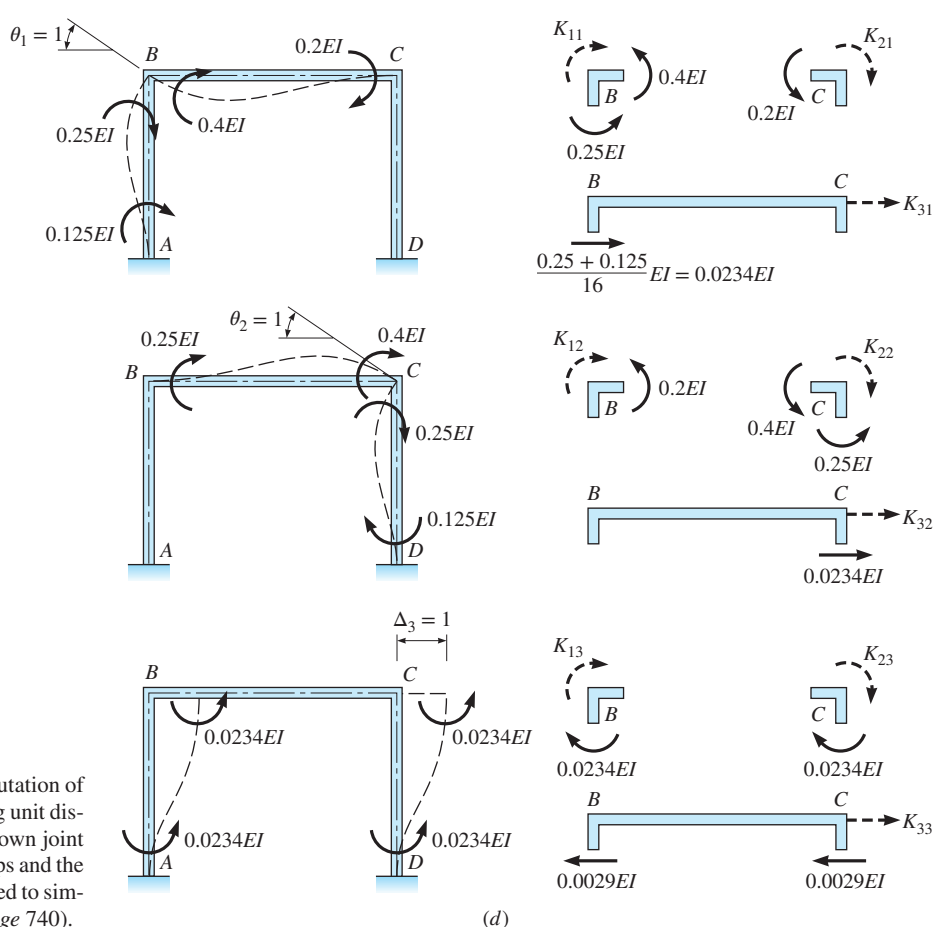 θ₁ = 1
B
C
0.2EI
0.4EI
0.25EI
0.125EI
A
D
K₁₁
0.4EI
B
0.25EI
K₂₁
0.2EI
C
B
C
K₃₁
0.25 + 0.125
16
EI = 0.0234EI
θ₂ = 1
0.25EI
0.4EI
B
C
0.25EI
0.125EI
A
D
K₁₂
0.2EI
B
K₂₂
0.4EI
C
0.25EI
B
C
K₃₂
0.0234EI
Δ₃ = 1
B
C
0.0234EI
0.0234EI
0.0234EI
0.0234EI
A
D
K₁₃
B
0.0234EI
K₂₃
C
0.0234EI
B
C
K₃₃
0.0029EI
0.0029EI
utation of
g unit dis-
own joint
ps and the
ed to sim-
ge 740).
(d)